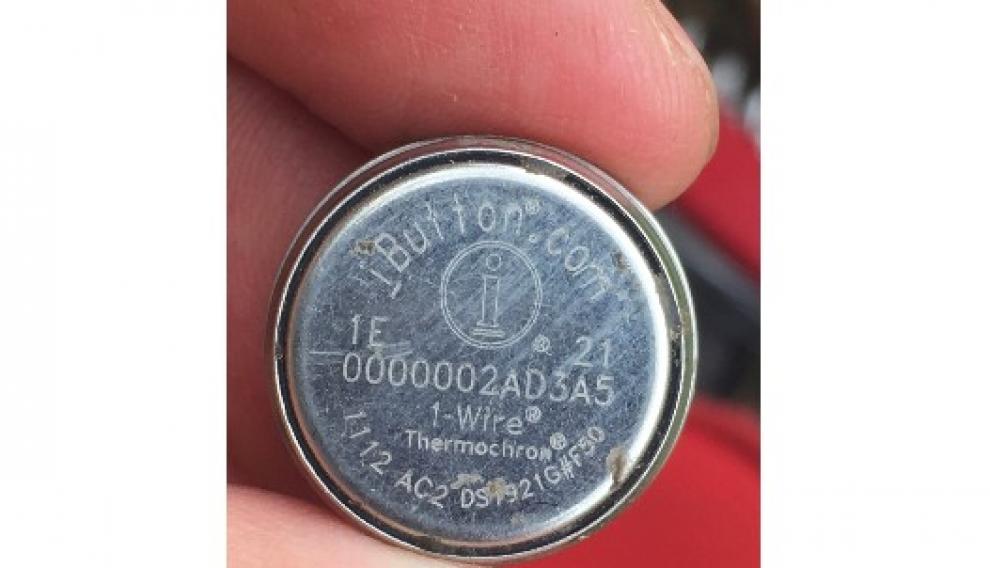 iButton®.com
i
1E ® 21
0000002AD3A5
1-Wire®
Thermochron®
1112 AC2 DS1921G#F50